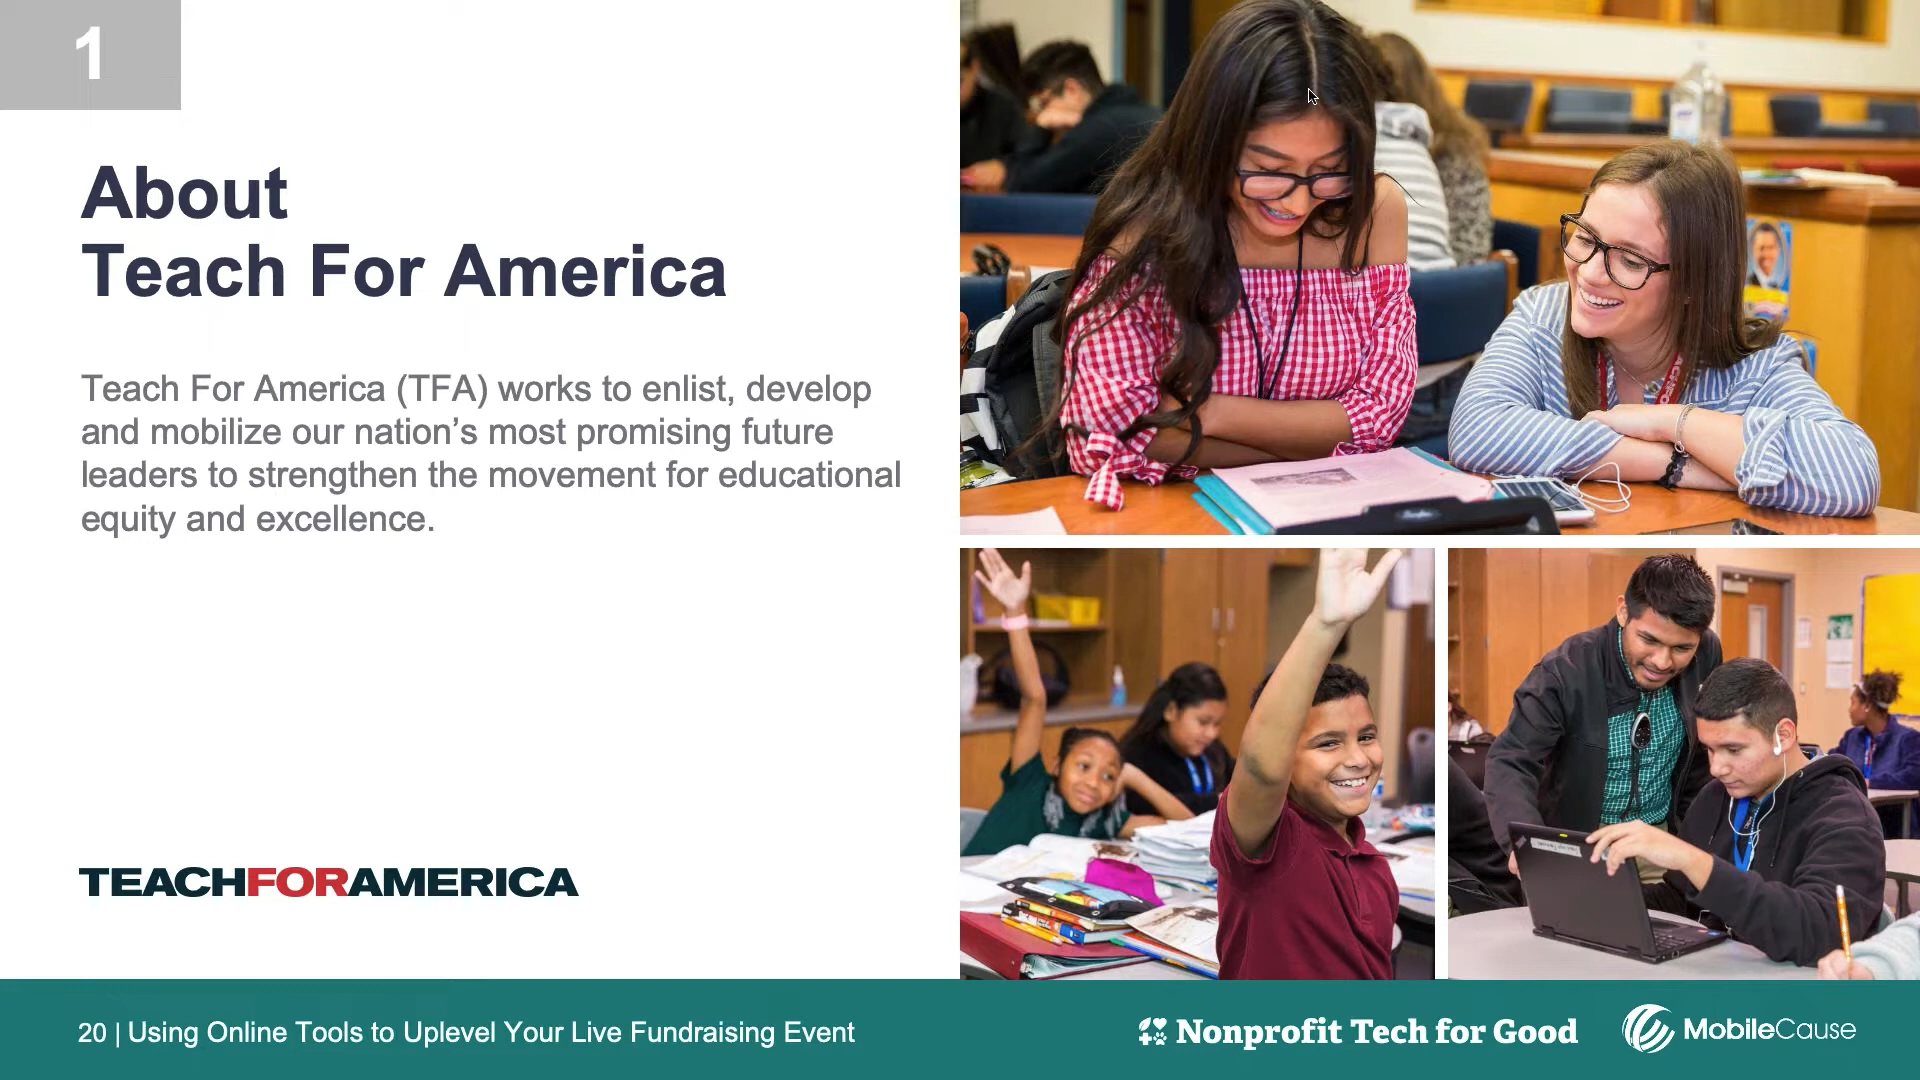 1
About
Teach For America
Teach For America (TFA) works to enlist, develop
and mobilize our nation’s most promising future
leaders to strengthen the movement for educational
equity and excellence.
TEACHFORAMERICA
20 | Using Online Tools to Uplevel Your Live Fundraising Event
Nonprofit Tech for Good
MobileCause